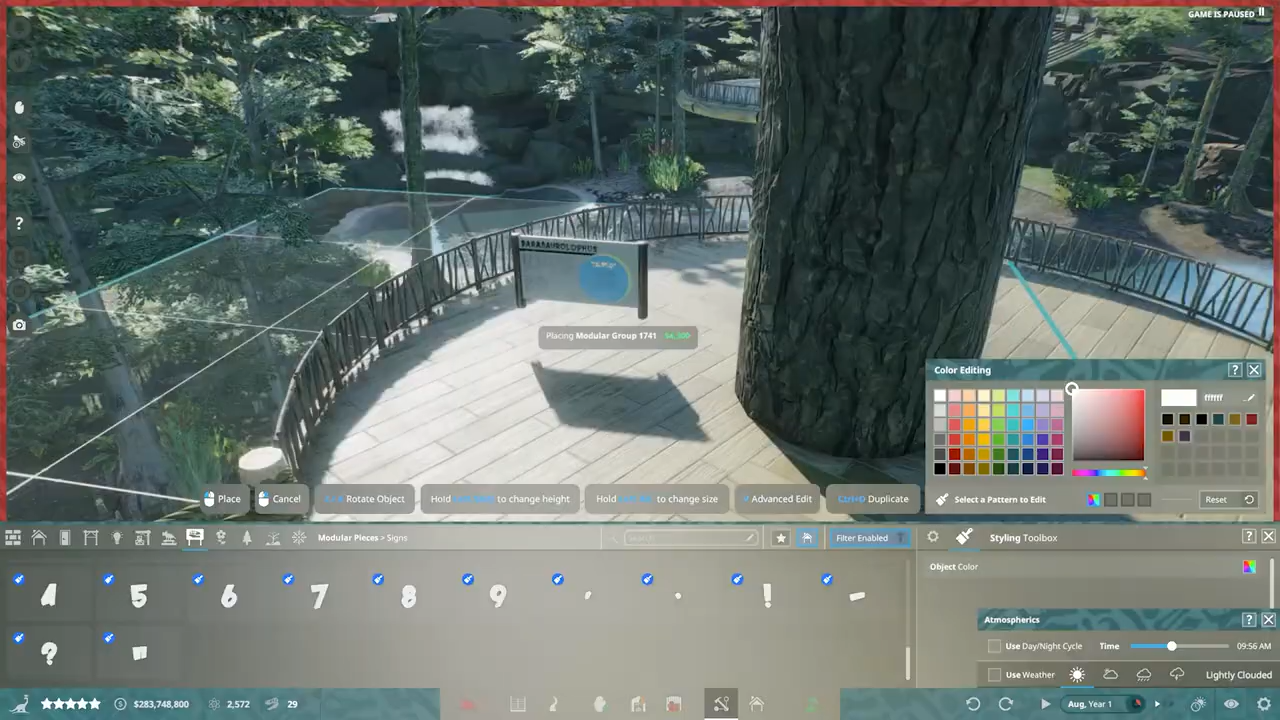 GAME IS PAUSED
PARASAUROLOPHUS
Placing Modular Group 1741
Color Editing
?
ffffff
Place
Cancel
Rotate Object
Hold to change height
Hold to change size
Advanced Edit
Ctrl+D Duplicate
Select a Pattern to Edit
Reset
Modular Pieces > Signs
Search
Filter Enabled
Styling Toolbox
?
4 5 6 7 8 9 ' . ! -
Object Color
? "
Atmospherics
?
Use Day/Night Cycle Time 09:56 AM
Use Weather Lightly Clouded
$283,748,800 2,572 29
Aug, Year 1